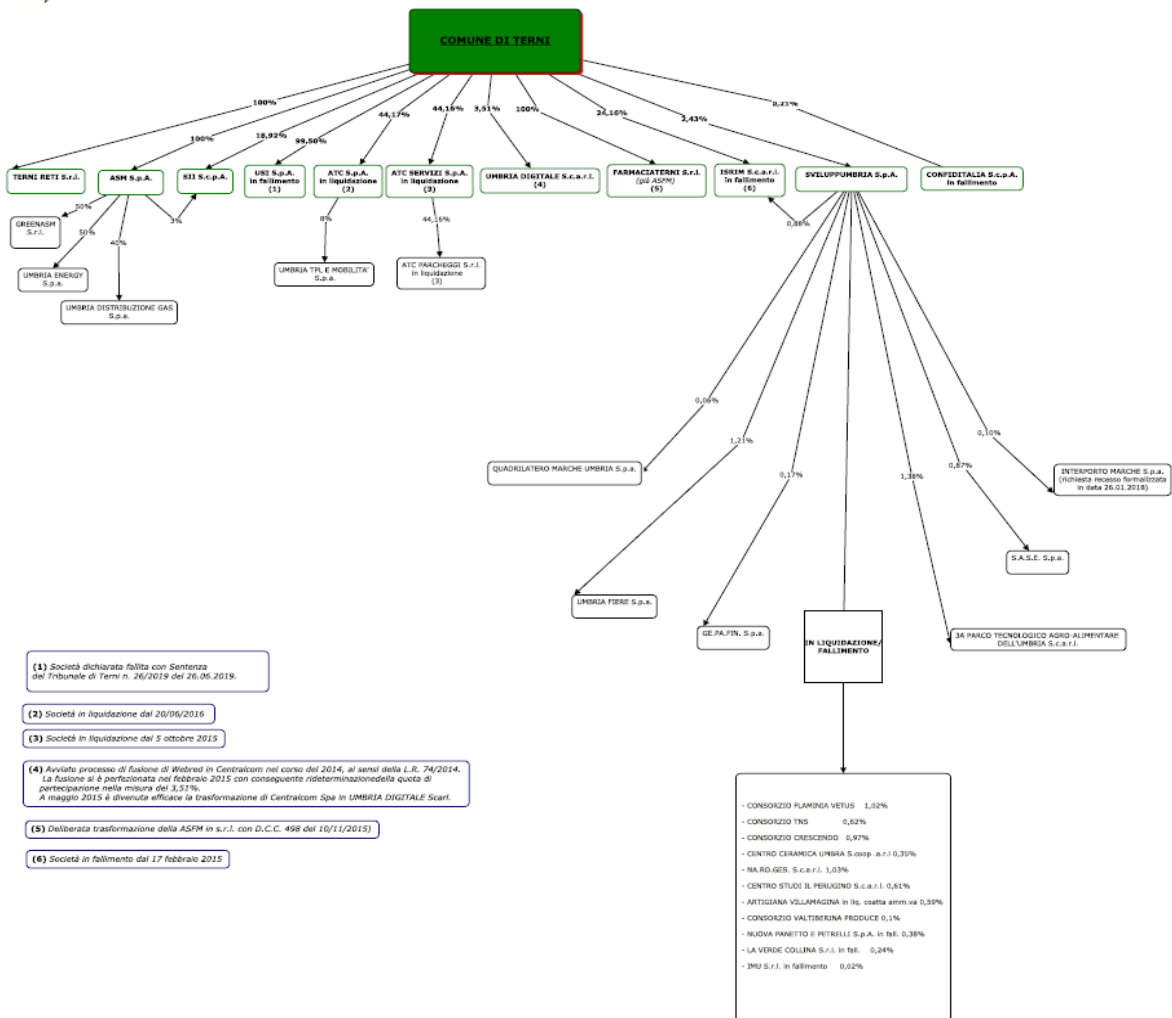 COMUNE DI TERNI
100%
100%
18,92%
99,50%
44,17%
44,16%
3,51%
100%
24,16%
2,43%
0,21%
TERNI RETI S.r.l.
ASM S.p.A.
SII S.c.p.A.
USI S.p.A.
in fallimento
(1)
ATC S.p.A.
in liquidazione
(2)
ATC SERVIZI S.p.A.
in liquidazione
(3)
UMBRIA DIGITALE S.c.a.r.l.
(4)
FARMACIATERNI S.r.l.
(già ASFM)
(5)
ISRIM S.c.a.r.l.
in fallimento
(6)
SVILUPPUMBRIA S.p.A.
CONFIDITALIA S.c.p.A.
in fallimento
50%
50%
40%
3%
8%
44,16%
0,88%
GREENASM
S.r.l.
UMBRIA ENERGY
S.p.a.
UMBRIA DISTRIBUZIONE GAS
S.p.a.
UMBRIA TPL E MOBILITA'
S.p.a.
ATC PARCHEGGI S.r.l.
in liquidazione
(3)
0,06%
1,21%
0,17%
1,38%
0,87%
0,10%
QUADRILATERO MARCHE UMBRIA S.p.a.
INTERPORTO MARCHE S.p.a.
(richiesta recesso formalizzata
in data 26.01.2018)
S.A.S.E. S.p.a.
UMBRIA FIERE S.p.a.
GE.PA.FIN. S.p.a.
IN LIQUIDAZIONE/
FALLIMENTO
3A PARCO TECNOLOGICO AGRO-ALIMENTARE
DELL'UMBRIA S.c.a.r.l.
(1) Società dichiarata fallita con Sentenza
del Tribunale di Terni n. 26/2019 del 26.06.2019.
(2) Società in liquidazione dal 20/06/2016
(3) Società in liquidazione dal 5 ottobre 2015
(4) Avviato processo di fusione di Webred in Centralcom nel corso del 2014, ai sensi della L.R. 74/2014.
La fusione si è perfezionata nel febbraio 2015 con conseguente rideterminazionedella quota di
partecipazione nella misura del 3,51%.
A maggio 2015 è divenuta efficace la trasformazione di Centralcom Spa in UMBRIA DIGITALE Scarl.
(5) Deliberata trasformazione della ASFM in s.r.l. con D.C.C. 498 del 10/11/2015)
(6) Società in fallimento dal 17 febbraio 2015
- CONSORZIO FLAMINIA VETUS 1,02%
- CONSORZIO TNS 0,62%
- CONSORZIO CRESCENDO 0,97%
- CENTRO CERAMICA UMBRA S.coop .a.r.l 0,35%
- NA.RO.GES. S.c.a.r.l. 1,03%
- CENTRO STUDI IL PERUGINO S.c.a.r.l. 0,61%
- ARTIGIANA VILLAMAGINA in liq. coatta amm.va 0,59%
- CONSORZIO VALTIBERINA PRODUCE 0,1%
- NUOVA PANETTO E PETRELLI S.p.A. in fall. 0,38%
- LA VERDE COLLINA S.r.l. in fall. 0,24%
- IMU S.r.l. in fallimento 0,02%